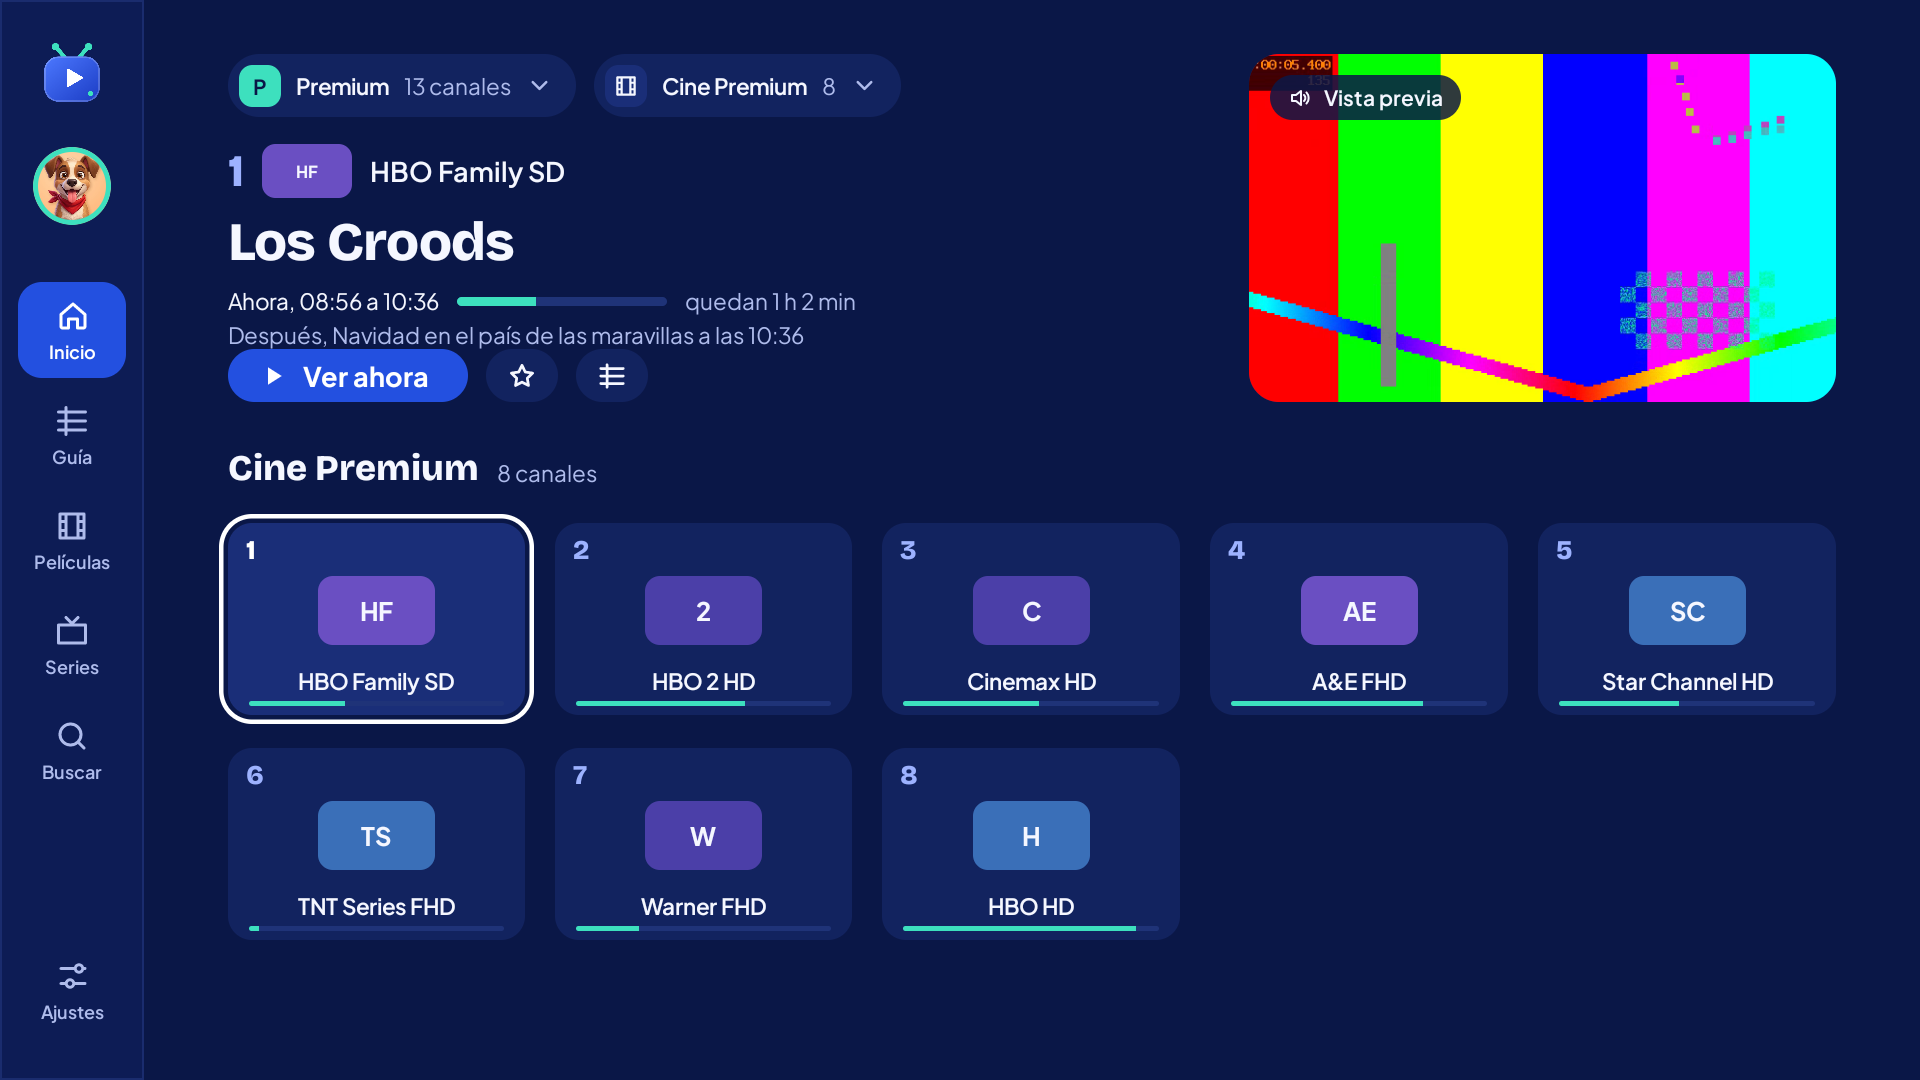 Premium 13 canales
Cine Premium 8
:00:05.400
135
Vista previa
1 HF HBO Family SD
Los Croods
Ahora, 08:56 a 10:36 quedan 1 h 2 min
Después, Navidad en el país de las maravillas a las 10:36
Ver ahora
P
Inicio
Guía
Películas
Series
Buscar
Ajustes
Cine Premium 8 canales
1
HF
HBO Family SD
2
2
HBO 2 HD
3
C
Cinemax HD
4
AE
A&E FHD
5
SC
Star Channel HD
6
TS
TNT Series FHD
7
W
Warner FHD
8
H
HBO HD